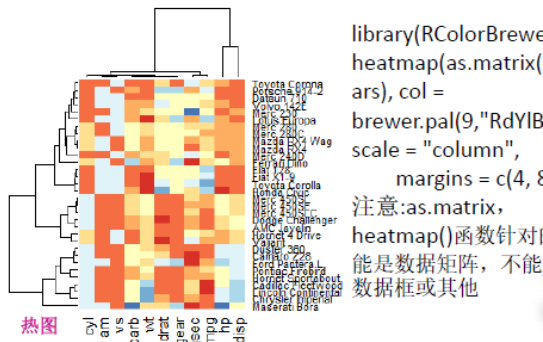 Toyota Corona
Porsche 914-2
Datsun 710
Volvo 142E
Merc 230
Lotus Europa
Merc 280
Merc 280C
Mazda RX4 Wag
Mazda RX4
Merc 240D
Ferrari Dino
Fiat 128
Fiat X1-9
Toyota Corolla
Honda Civic
Merc 450SL
Merc 450SE
Merc 450SLC
Dodge Challenger
AMC Javelin
Hornet 4 Drive
Valiant
Duster 360
Camaro Z28
Ford Pantera L
Pontiac Firebird
Hornet Sportabout
Cadillac Fleetwood
Lincoln Continental
Chrysler Imperial
Maserati Bora
cyl
am
vs
carb
wt
drat
gear
qsec
mpg
hp
disp
热图
library(RColorBrewe
heatmap(as.matrix(
ars), col =
brewer.pal(9,"RdYlB
scale = "column",
margins = c(4, 8
注意:as.matrix，
heatmap()函数针对的
能是数据矩阵，不能
数据框或其他